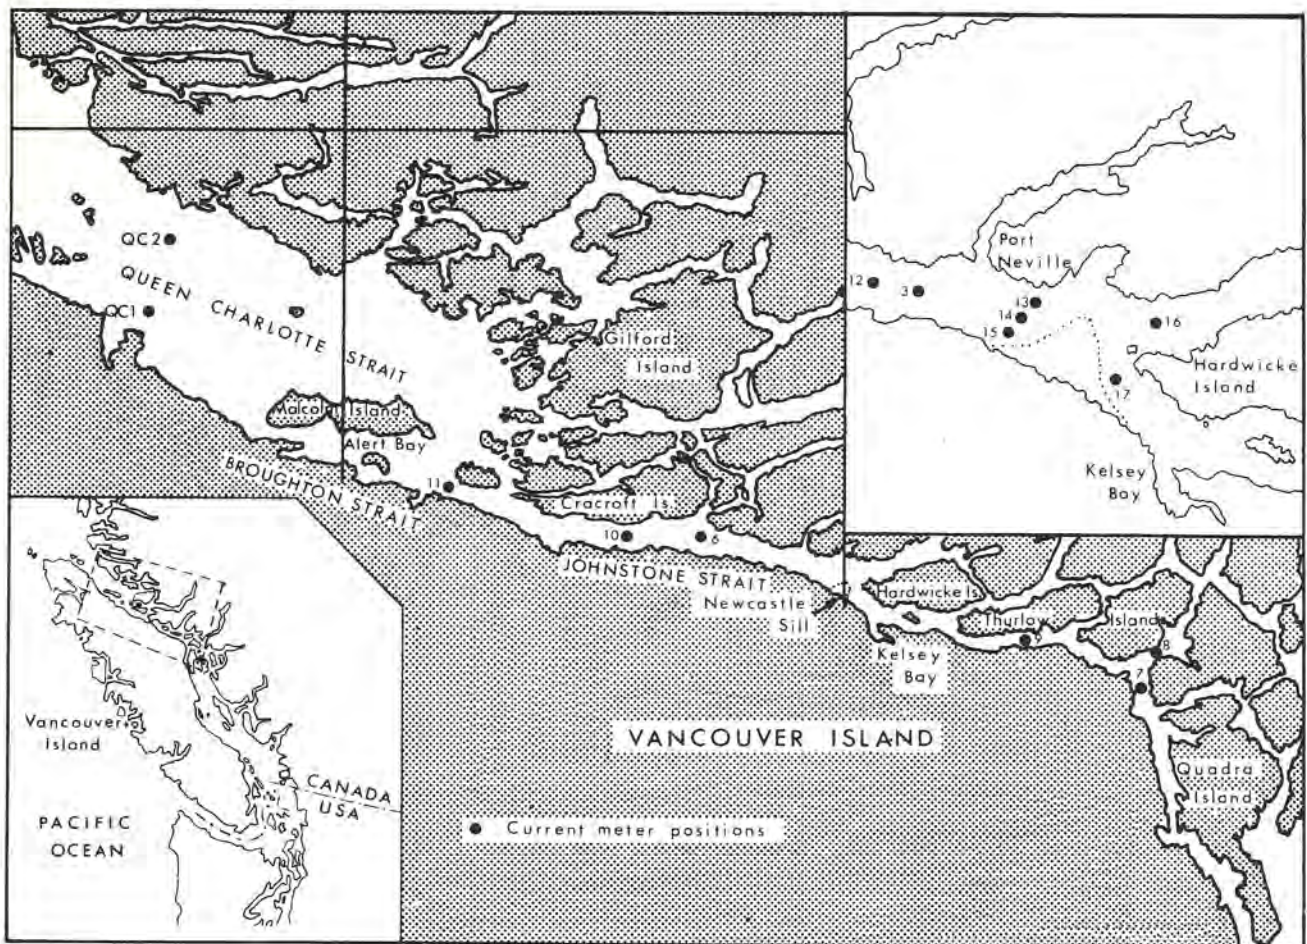 QC2
QC1
QUEEN CHARLOTTE STRAIT
Gilford
Island
Malcolm Island
Alert Bay
BROUGHTON STRAIT
11
Cracroft Is.
10
6
JOHNSTONE STRAIT
Newcastle
Sill
Hardwicke Is.
Kelsey
Bay
Thurlow
Island
9
8
7
Quadra
Island
VANCOUVER ISLAND
Current meter positions
Port
Neville
12
3
13
14
15
16
17
Hardwicke
Island
Kelsey
Bay
Vancouver
Island
CANADA
USA
PACIFIC
OCEAN